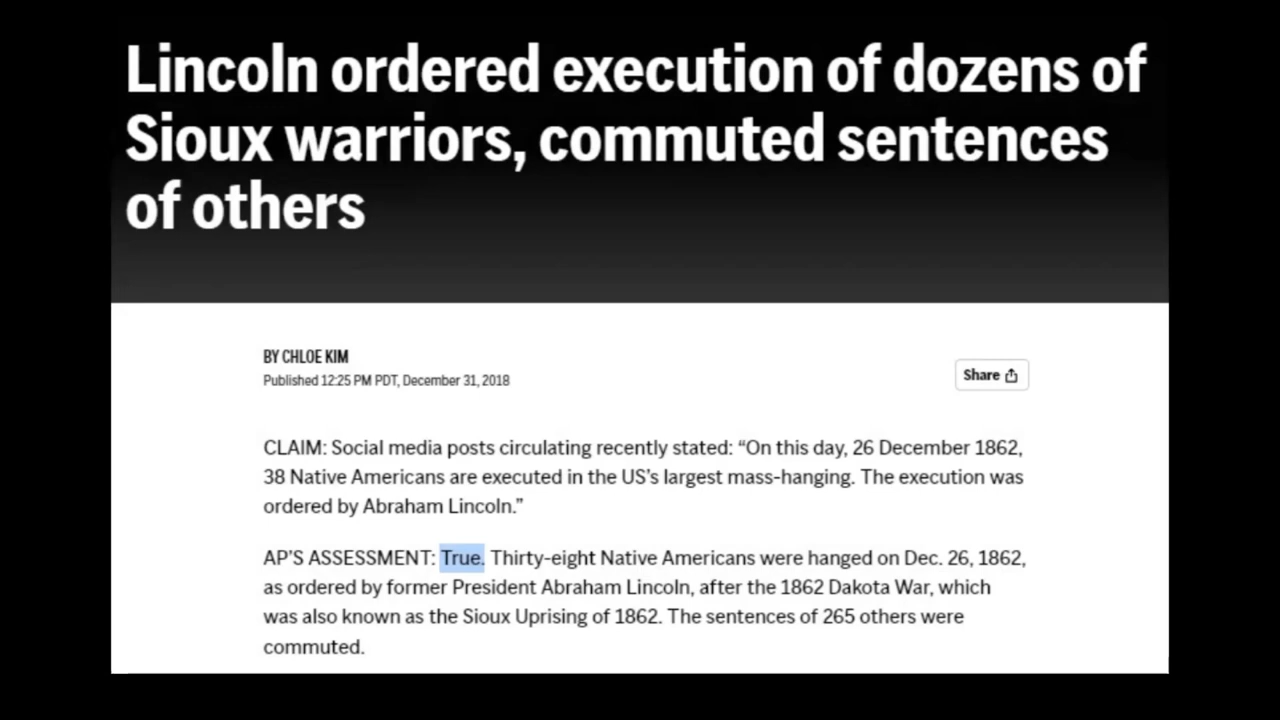 Lincoln ordered execution of dozens of
Sioux warriors, commuted sentences
of others
BY CHLOE KIM
Published 12:25 PM PDT, December 31, 2018
Share
CLAIM: Social media posts circulating recently stated: “On this day, 26 December 1862,
38 Native Americans are executed in the US’s largest mass-hanging. The execution was
ordered by Abraham Lincoln.”
AP’S ASSESSMENT: True. Thirty-eight Native Americans were hanged on Dec. 26, 1862,
as ordered by former President Abraham Lincoln, after the 1862 Dakota War, which
was also known as the Sioux Uprising of 1862. The sentences of 265 others were
commuted.